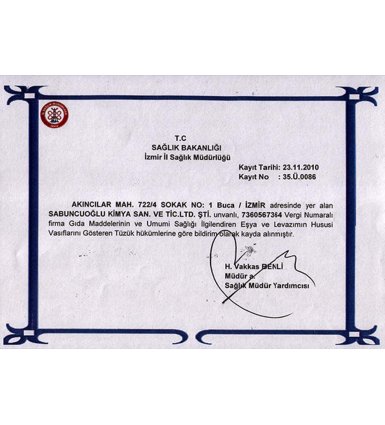 T.C
SAĞLIK BAKANLIĞI
İzmir İl Sağlık Müdürlüğü
Kayıt Tarihi: 23.11.2010
Kayıt No : 35.Ü.0086
AKINCILAR MAH. 722/4 SOKAK NO: 1 Buca / İZMİR adresinde yer alan
SABUNCUOĞLU KİMYA SAN. VE TİC.LTD. ŞTİ. unvanlı, 7360567364 Vergi Numaralı
firma Gıda Maddelerinin ve Umumi Sağlığı İlgilendiren Eşya ve Levazımın Hususi
Vasıflarını Gösteren Tüzük hükümlerine göre bildirim olarak kayda alınmıştır.
H. Vakkas BENLİ
Müdür a.
Sağlık Müdür Yardımcısı